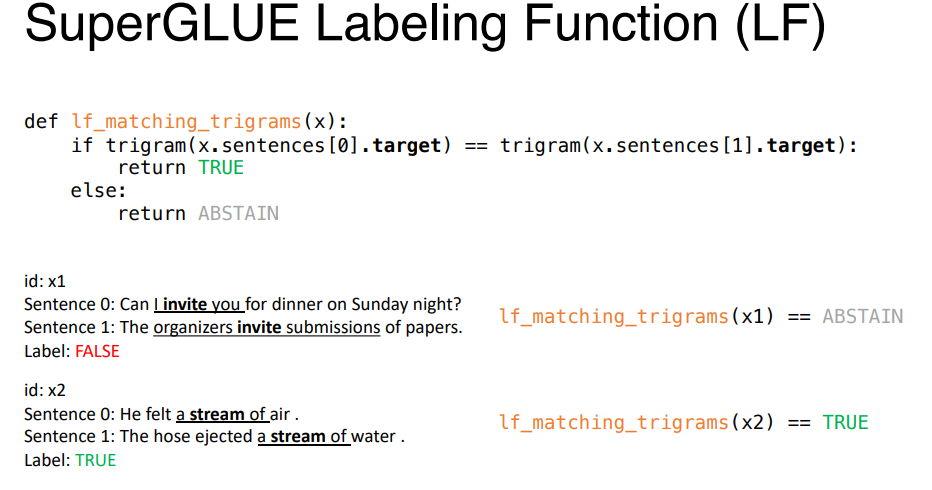 SuperGLUE Labeling Function (LF)
def lf_matching_trigrams(x):
    if trigram(x.sentences[0].target) == trigram(x.sentences[1].target):
        return TRUE
    else:
        return ABSTAIN
id: x1
Sentence 0: Can I invite you for dinner on Sunday night?
Sentence 1: The organizers invite submissions of papers.
Label: FALSE
lf_matching_trigrams(x1) == ABSTAIN
id: x2
Sentence 0: He felt a stream of air .
Sentence 1: The hose ejected a stream of water .
Label: TRUE
lf_matching_trigrams(x2) == TRUE